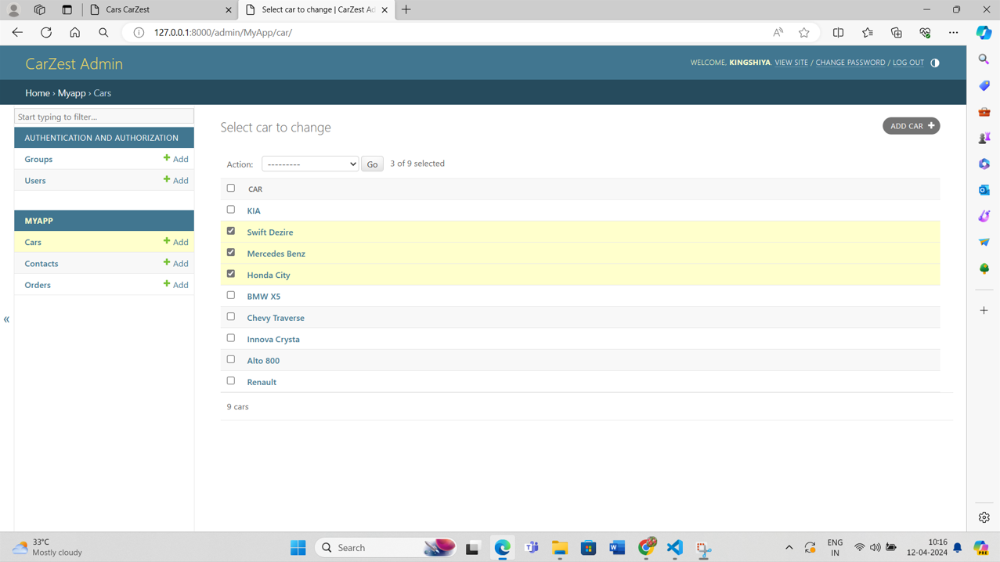 Cars CarZest
Select car to change | CarZest Ad
127.0.0.1:8000/admin/MyApp/car/
CarZest Admin
WELCOME, KINGSHIYA. VIEW SITE / CHANGE PASSWORD / LOG OUT
Home › Myapp › Cars
Start typing to filter...
AUTHENTICATION AND AUTHORIZATION
Groups Add
Users Add
MYAPP
Cars Add
Contacts Add
Orders Add
«
Select car to change
ADD CAR +
Action: --------- Go 3 of 9 selected
CAR
KIA
Swift Dezire
Mercedes Benz
Honda City
BMW X5
Chevy Traverse
Innova Crysta
Alto 800
Renault
9 cars
33°C
Mostly cloudy
Search
ENG
IN
10:16
12-04-2024
PRE